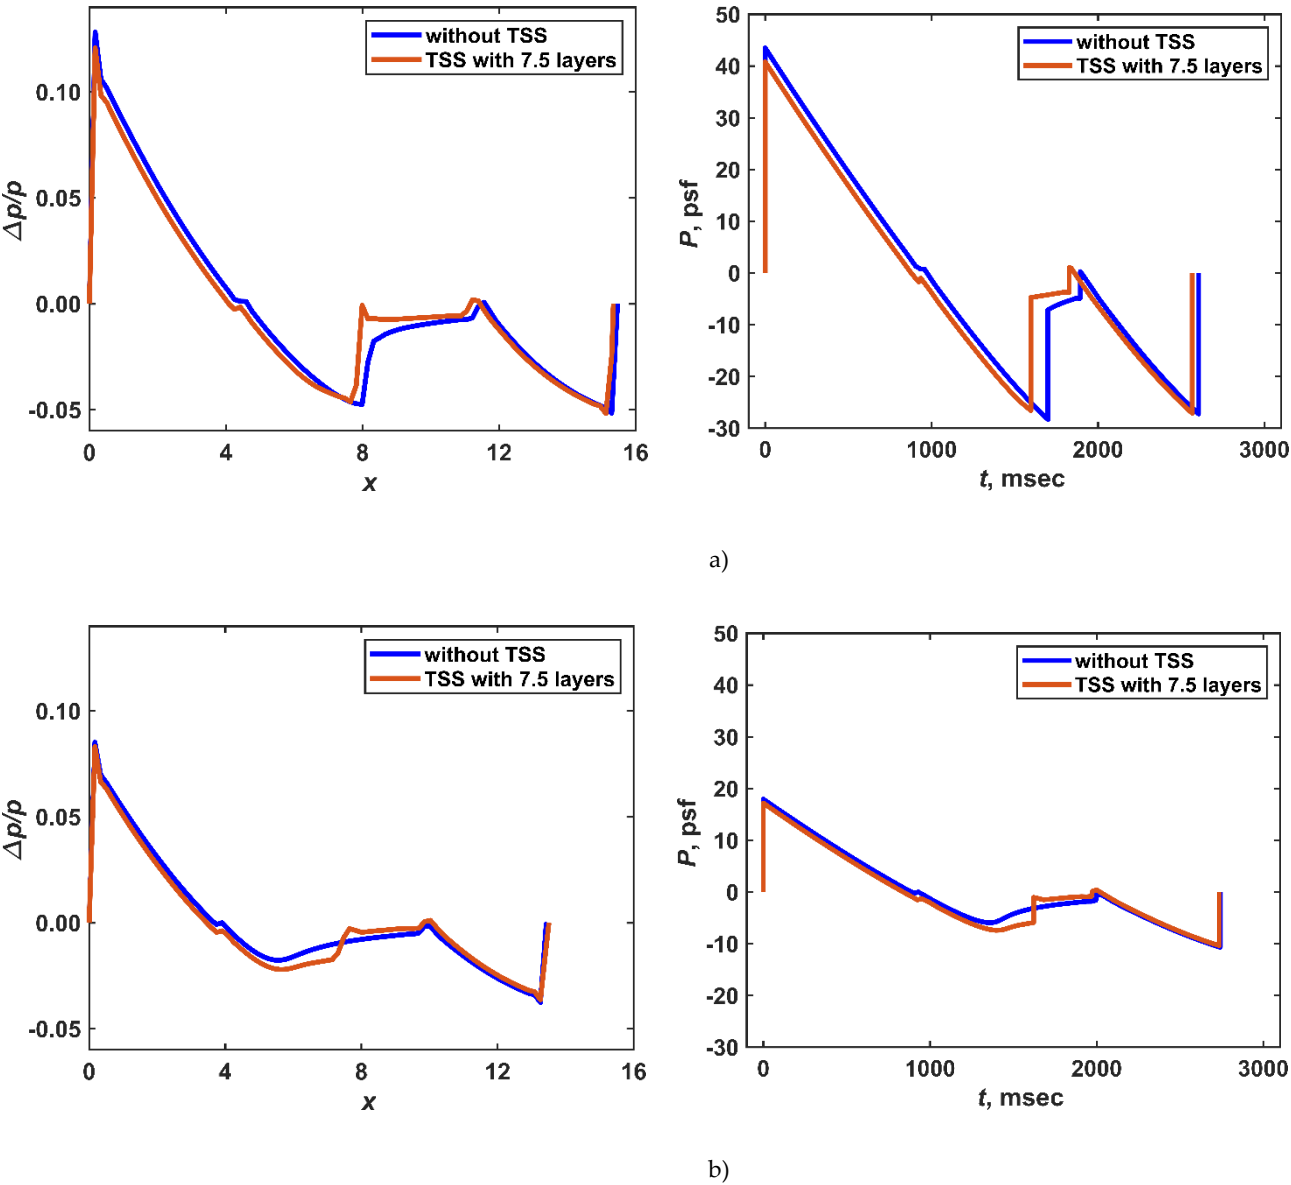 without TSS
TSS with 7.5 layers
0.10
0.05
0.00
-0.05
Δp/p
0
4
8
12
16
x
without TSS
TSS with 7.5 layers
50
40
30
20
10
0
-10
-20
-30
P, psf
0
1000
2000
3000
t, msec
a)
without TSS
TSS with 7.5 layers
0.10
0.05
0.00
-0.05
Δp/p
0
4
8
12
16
x
without TSS
TSS with 7.5 layers
50
40
30
20
10
0
-10
-20
-30
P, psf
0
1000
2000
3000
t, msec
b)